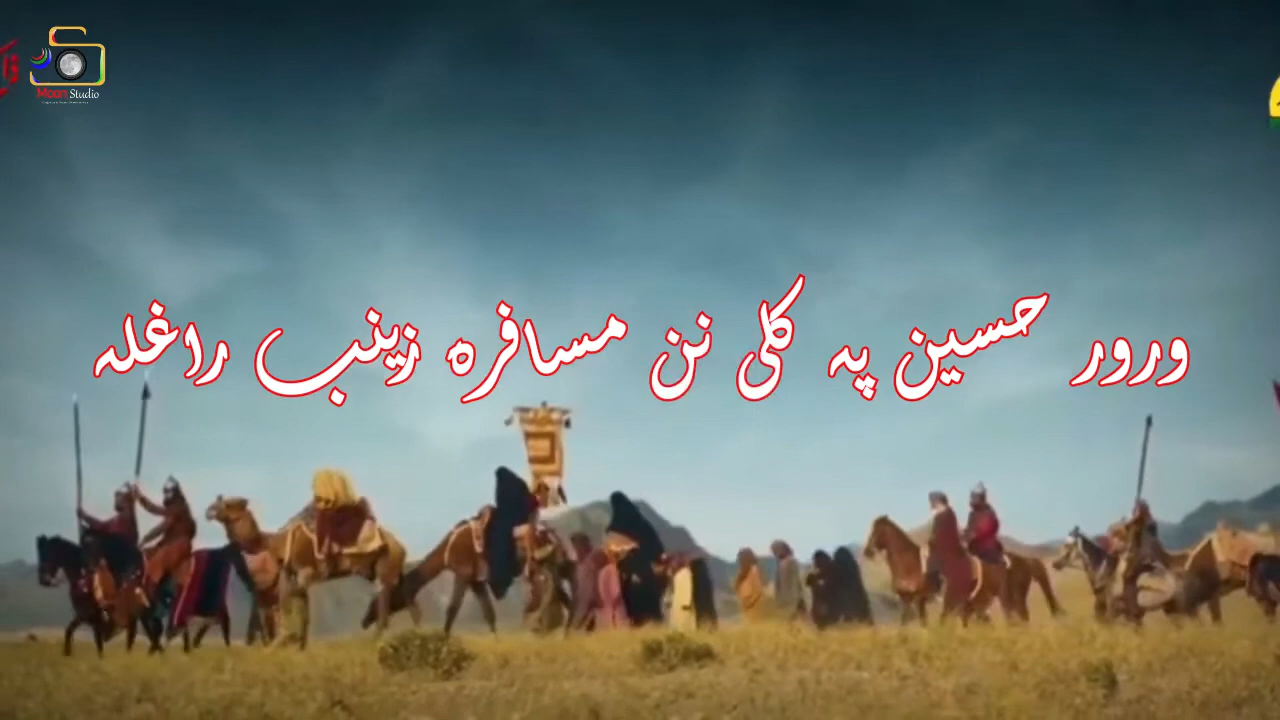 Moon Studio
ورور حسین په کلی نن مسافره زینب راغله